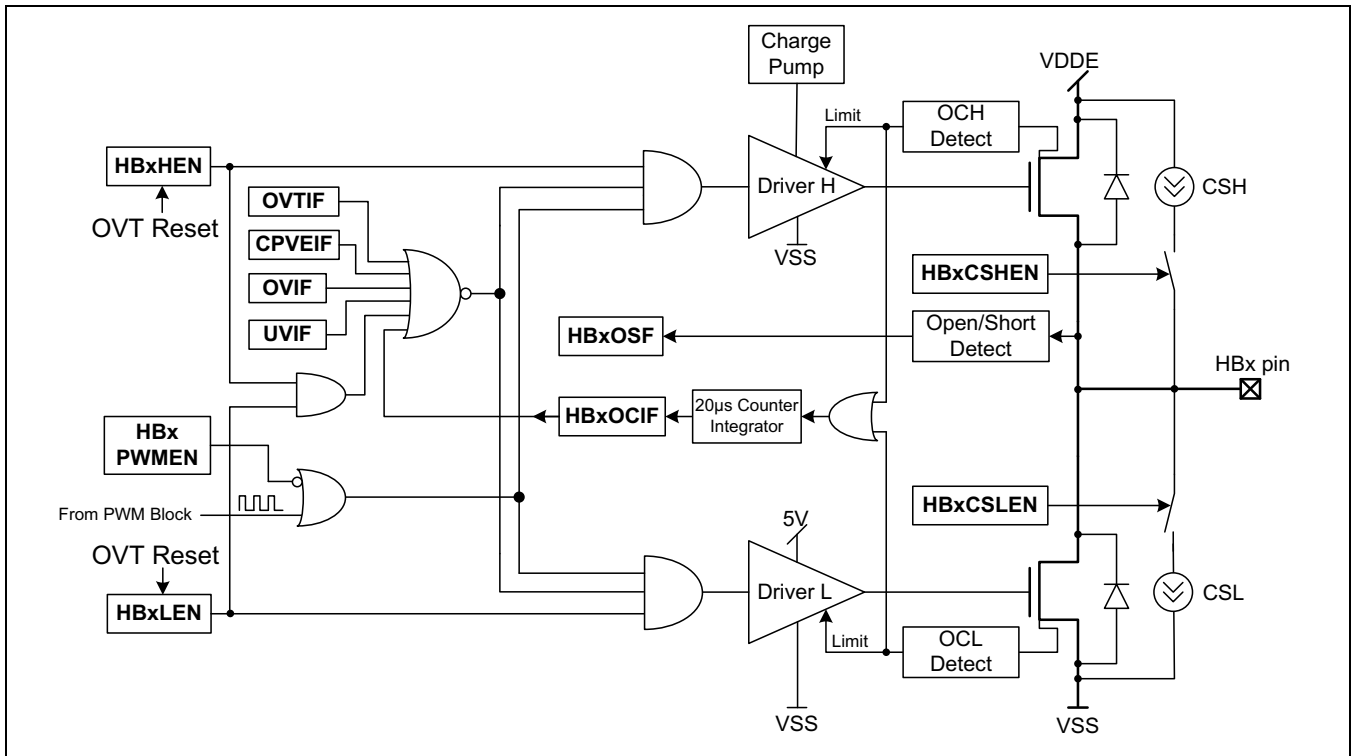 Charge
Pump
VDDE
Limit
OCH
Detect
HBxHEN
OVT Reset
Driver H
CSH
OVTIF
CPVEIF
OVIF
UVIF
VSS
HBxCSHEN
HBxOSF
Open/Short
Detect
HBx pin
HBxOCIF
20µs Counter
Integrator
HBx
PWMEN
From PWM Block
HBxCSLEN
5V
OVT Reset
HBxLEN
Driver L
CSL
Limit
OCL
Detect
VSS
VSS